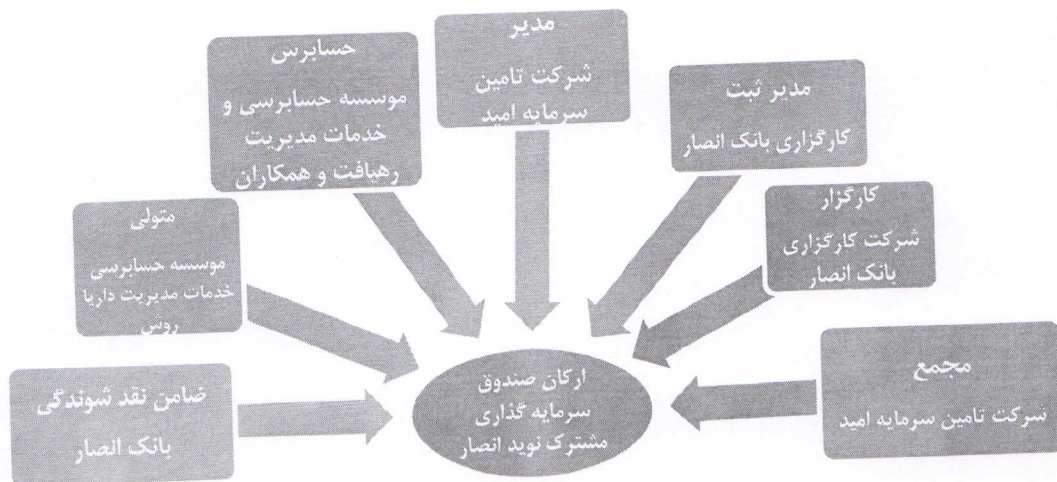 مدیر
شرکت تامین
سرمایه امید
حسابرس
موسسه حسابرسی و
خدمات مدیریت
رهیافت و همکاران
مدیر ثبت
کارگزاری بانک انصار
متولی
موسسه حسابرسی
خدمات مدیریت داریا
روش
کارگزار
شرکت کارگزاری
بانک انصار
ضامن نقد شوندگی
بانک انصار
ارکان صندوق
سرمایه گذاری
مشترک نوید انصار
مجمع
شرکت تامین سرمایه امید